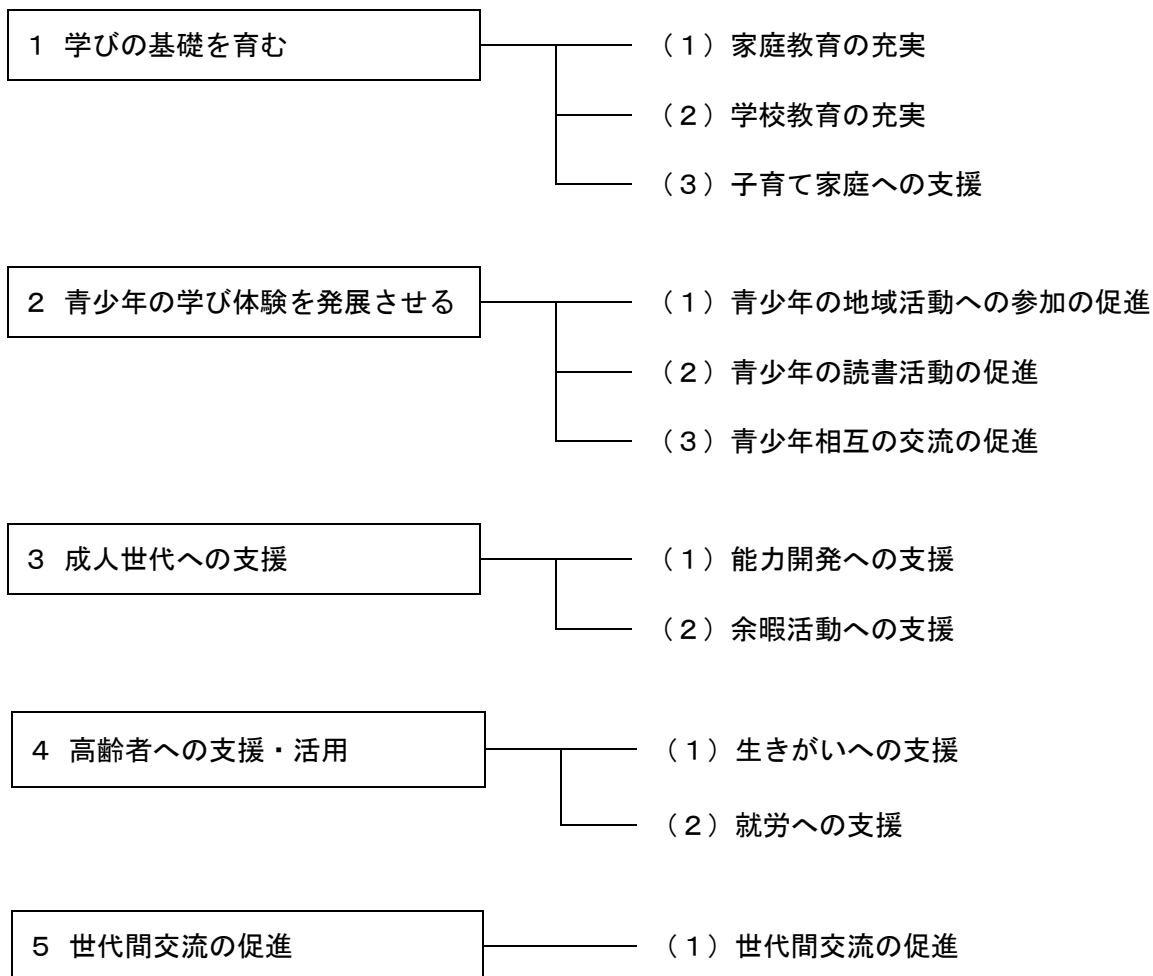 １ 学びの基礎を育む
（１）家庭教育の充実
（２）学校教育の充実
（３）子育て家庭への支援
２ 青少年の学び体験を発展させる
（１）青少年の地域活動への参加の促進
（２）青少年の読書活動の促進
（３）青少年相互の交流の促進
３ 成人世代への支援
（１）能力開発への支援
（２）余暇活動への支援
４ 高齢者への支援・活用
（１）生きがいへの支援
（２）就労への支援
５ 世代間交流の促進
（１）世代間交流の促進